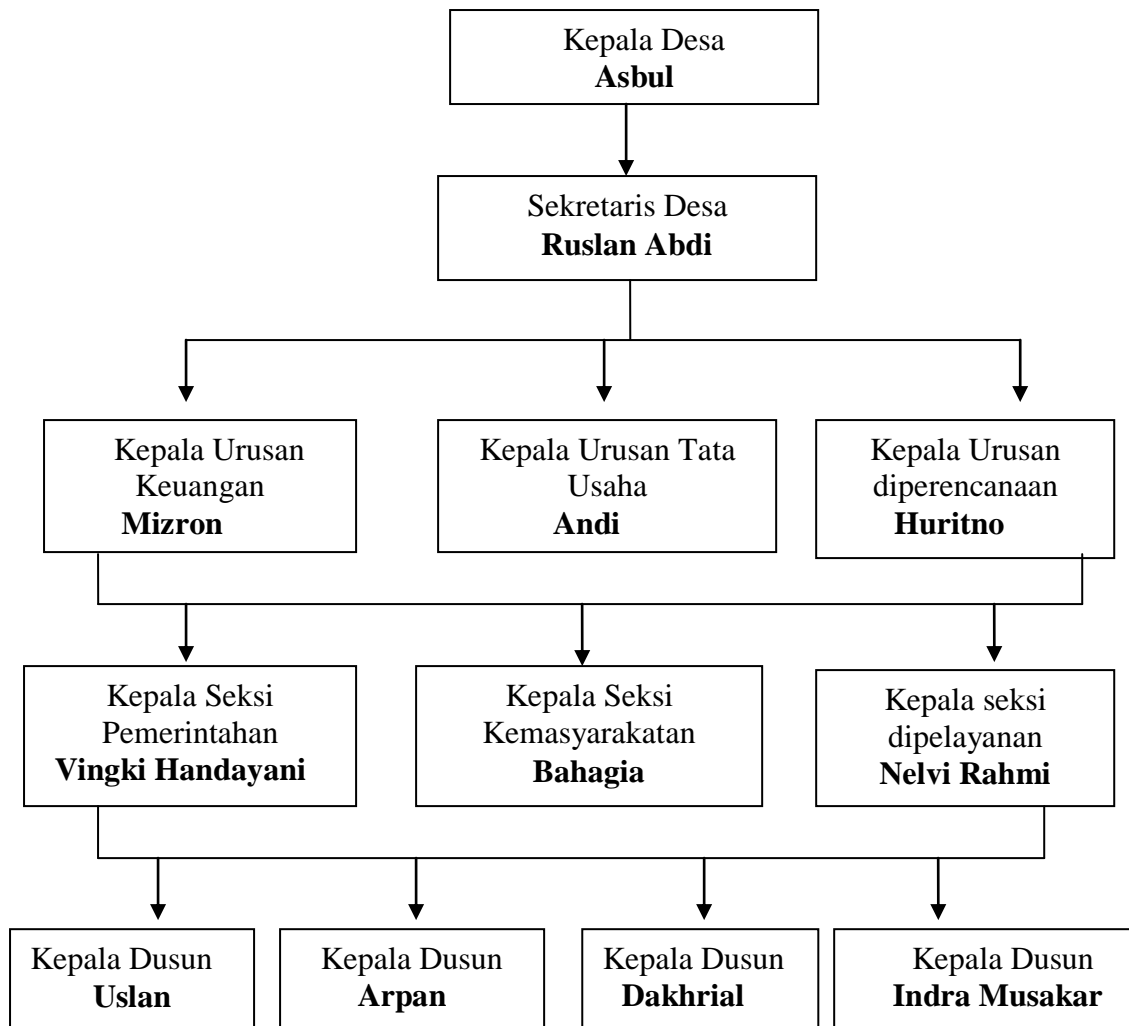 Kepala Desa
Asbul
Sekretaris Desa
Ruslan Abdi
Kepala Urusan
Keuangan
Mizron
Kepala Urusan Tata
Usaha
Andi
Kepala Urusan
diperencanaan
Huritno
Kepala Seksi
Pemerintahan
Vingki Handayani
Kepala Seksi
Kemasyarakatan
Bahagia
Kepala seksi
dipelayanan
Nelvi Rahmi
Kepala Dusun
Uslan
Kepala Dusun
Arpan
Kepala Dusun
Dakhrial
Kepala Dusun
Indra Musakar